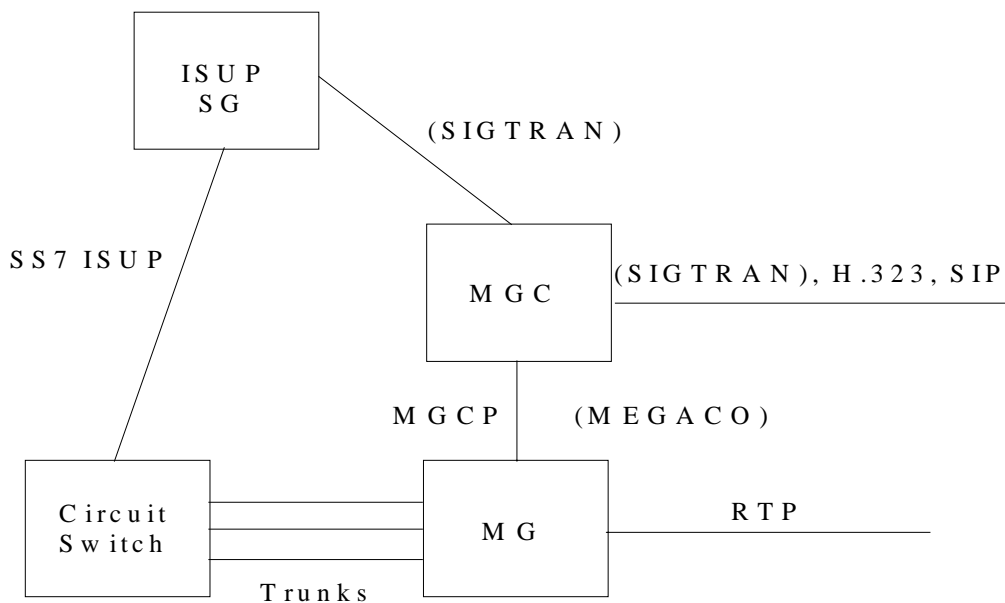 ISUP
SG
(SIGTRAN)
SS7 ISUP
MGC
(SIGTRAN), H.323, SIP
MGCP
(MEGACO)
Circuit
Switch
MG
RTP
Trunks